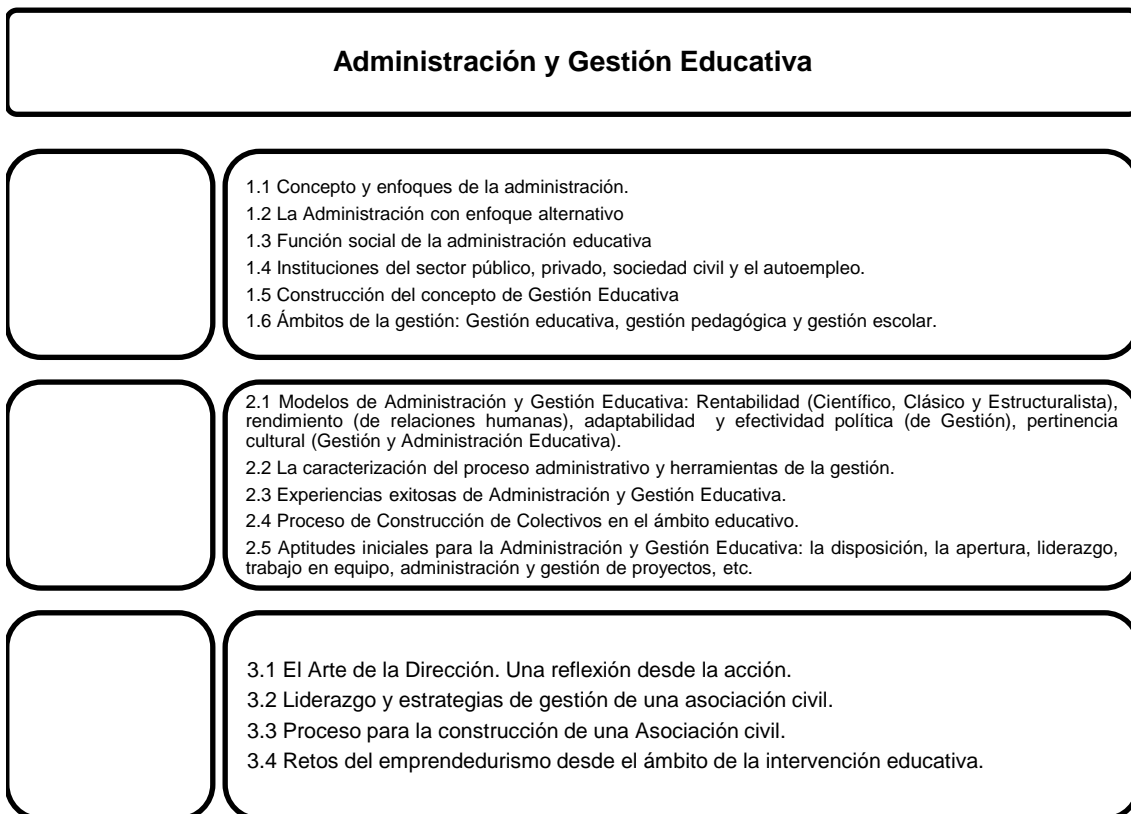 Administración y Gestión Educativa
1.1 Concepto y enfoques de la administración.
1.2 La Administración con enfoque alternativo
1.3 Función social de la administración educativa
1.4 Instituciones del sector público, privado, sociedad civil y el autoempleo.
1.5 Construcción del concepto de Gestión Educativa
1.6 Ámbitos de la gestión: Gestión educativa, gestión pedagógica y gestión escolar.
2.1 Modelos de Administración y Gestión Educativa: Rentabilidad (Científico, Clásico y Estructuralista),
rendimiento (de relaciones humanas), adaptabilidad y efectividad política (de Gestión), pertinencia
cultural (Gestión y Administración Educativa).
2.2 La caracterización del proceso administrativo y herramientas de la gestión.
2.3 Experiencias exitosas de Administración y Gestión Educativa.
2.4 Proceso de Construcción de Colectivos en el ámbito educativo.
2.5 Aptitudes iniciales para la Administración y Gestión Educativa: la disposición, la apertura, liderazgo,
trabajo en equipo, administración y gestión de proyectos, etc.
3.1 El Arte de la Dirección. Una reflexión desde la acción.
3.2 Liderazgo y estrategias de gestión de una asociación civil.
3.3 Proceso para la construcción de una Asociación civil.
3.4 Retos del emprendedurismo desde el ámbito de la intervención educativa.